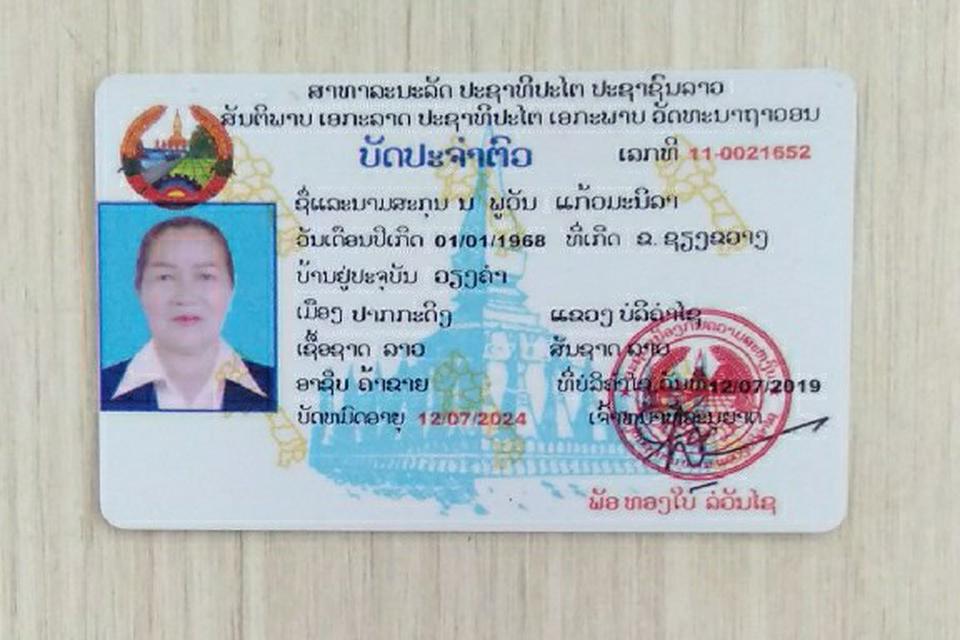 ສາທາລະນະລັດ ປະຊາທິປະໄຕ ປະຊາຊົນລາວ
ສັນຕິພາບ ເອກະລາດ ປະຊາທິປະໄຕ ເອກະພາບ ວັດທະນາຖາວອນ
ບັດປະຈຳຕົວ ເລກທີ 11-0021652
ຊື່ແລະນາມສະກຸນ ນ ພູວັນ ແກ້ວມະນີລາ
ວັນເດືອນປີເກີດ 01/01/1968 ທີ່ເກີດ ຂ. ຊຽງຂວາງ
ບ້ານຢູ່ປະຈຸບັນ ວຽງຄຳ
ເມືອງ ປາກກະດິງ ແຂວງ ບໍລິຄຳໄຊ
ເຊື້ອຊາດ ລາວ ສັນຊາດ ລາວ
ອາຊີບ ຄ້າຂາຍ ທີ່ບໍລິຄຳໄຊ, ວັນທີ 12/07/2019
ບັດຫມົດອາຍຸ 12/07/2024 ເຈົ້າຫນ້າທີ່ອະນຸຍາດ
ພັອ ທອງໃບ ລໍວັນໄຊ